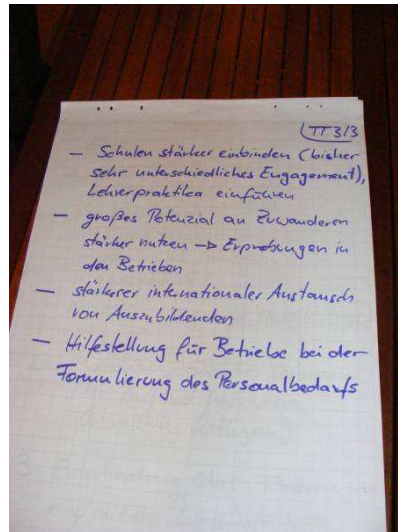 TT 3/3
– Schulen stärker einbinden (bisher
sehr unterschiedliches Engagement),
Lehrerpraktika einführen
– großes Potenzial an Zuwanderen
stärker nutzen → Erprobungen in
den Betrieben
– stärkerer internationaler Austausch
von Auszubildenden
– Hilfestellung für Betriebe bei der
Formulierung des Personalbedarfs